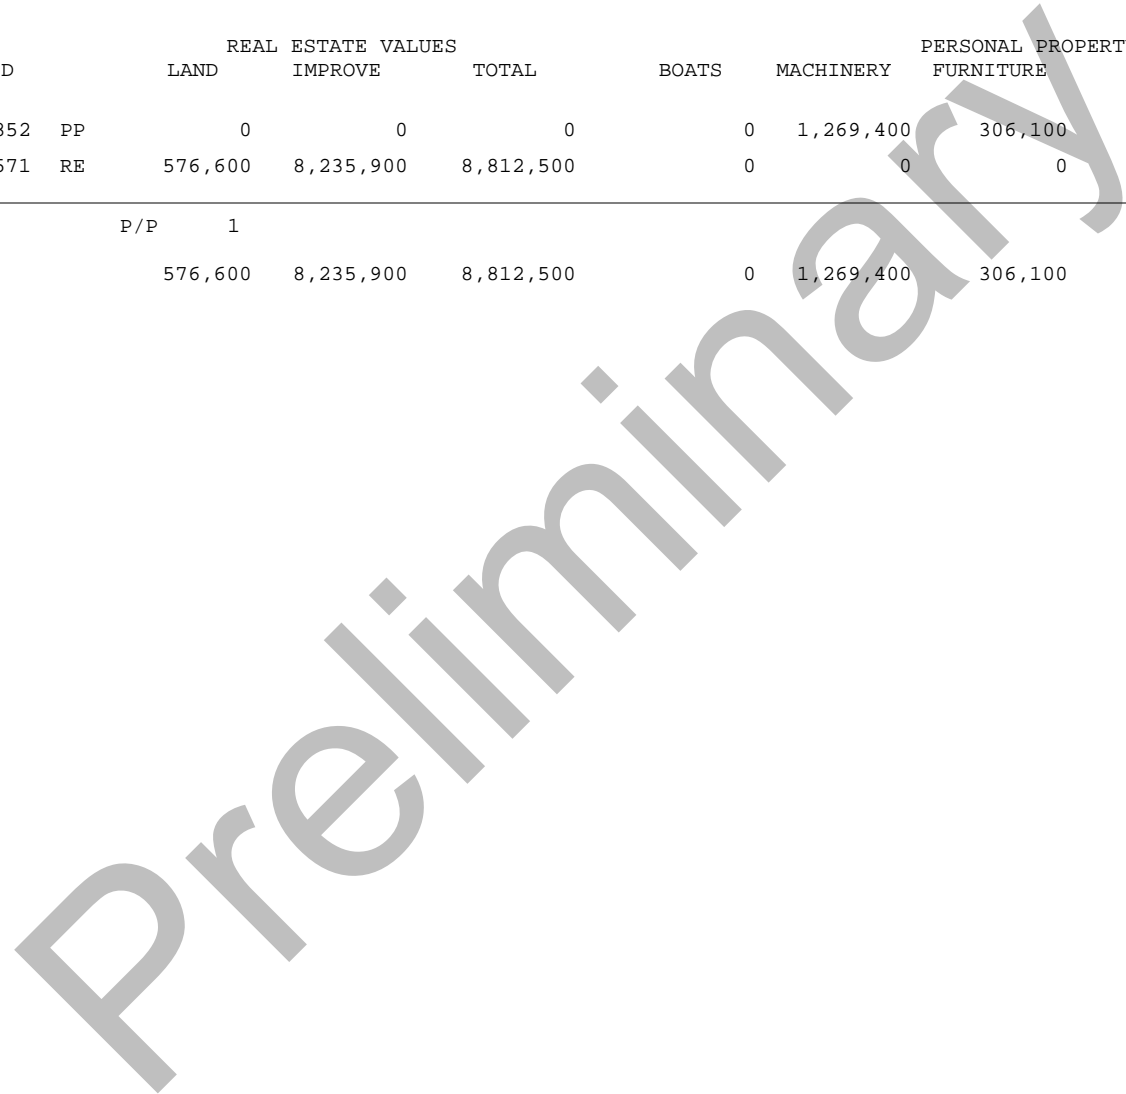 REAL ESTATE VALUES PERSONAL PROPERT
D LAND IMPROVE TOTAL BOATS MACHINERY FURNITURE
352 PP 0 0 0 0 1,269,400 306,100
571 RE 576,600 8,235,900 8,812,500 0 0 0
P/P 1
576,600 8,235,900 8,812,500 0 1,269,400 306,100
Preliminary